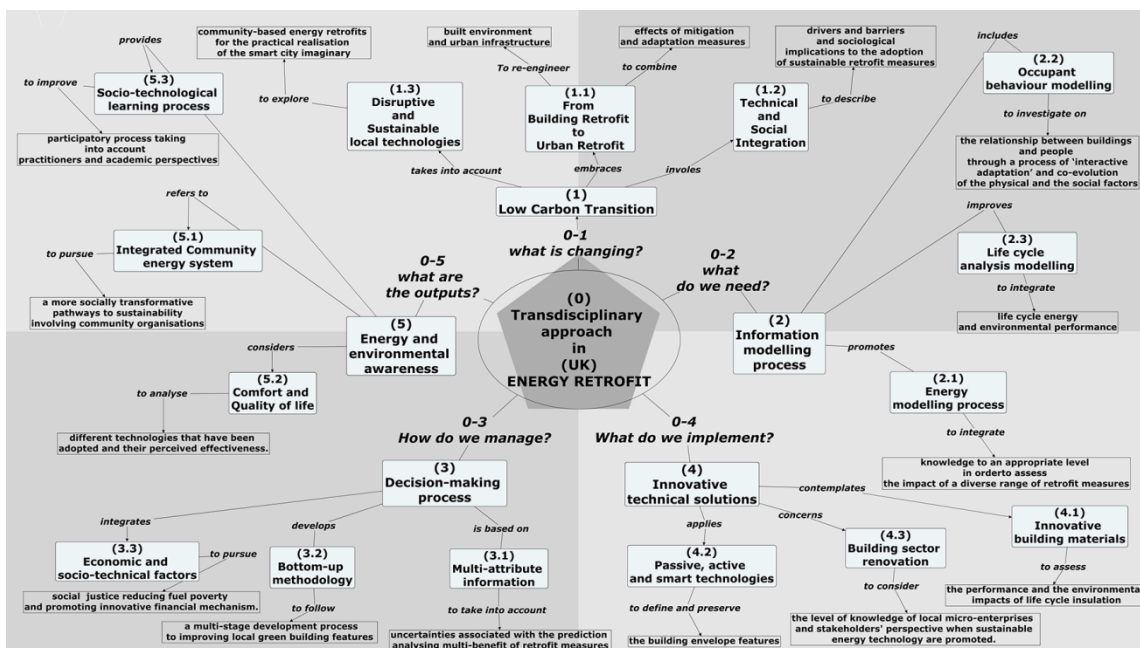 provides
community-based energy retrofits
for the practical realisation
of the smart city imaginary
built environment
and urban infrastructure
effects of mitigation
and adaptation measures
drivers and barriers
and sociological
implications to the adoption
of sustainable retrofit measures
includes
to improve
(5.3)
Socio-technological
learning process
to explore
(1.3)
Disruptive
and
Sustainable
local technologies
To re-engineer
to combine
(1.1)
From
Building Retrofit
to
Urban Retrofit
(1.2)
Technical
and
Social
Integration
to describe
(2.2)
Occupant
behaviour modelling
to investigate on
participatory process taking
into account
practitioners and academic perspectives
the relationship between buildings
and people
through a process of 'interactive
adaptation' and co-evolution
of the physical and the social factors
takes into account
embraces
involes
refers to
(1)
Low Carbon Transition
improves
(5.1)
Integrated Community
energy system
to pursue
0-1
what is changing?
(2.3)
Life cycle
analysis modelling
to integrate
a more socially transformative
pathways to sustainability
involving community organisations
0-5
what are
the outputs?
0-2
what
do we need?
life cycle energy
and environmental performance
(0)
Transdisciplinary
approach
in
(UK)
ENERGY RETROFIT
(5)
Energy and
environmental
awareness
(2)
Information
modelling
process
considers
promotes
(5.2)
Comfort and
Quality of life
to analyse
(2.1)
Energy
modelling process
to integrate
different technologies that have been
adopted and their perceived effectiveness.
0-3
How do we manage?
0-4
What do we implement?
knowledge to an appropriate level
in orderto assess
the impact of a diverse range of retrofit measures
(3)
Decision-making
process
(4)
Innovative
technical solutions
contemplates
integrates
develops
is based on
applies
concerns
(4.1)
Innovative
building materials
(3.3)
Economic and
socio-technical factors
to pursue
(3.2)
Bottom-up
methodology
(3.1)
Multi-attribute
information
(4.2)
Passive, active
and smart technologies
(4.3)
Building sector
renovation
to assess
social justice reducing fuel poverty
and promoting innovative financial mechanism.
to follow
to take into account
to define and preserve
to consider
the performance and the environmental
impacts of life cycle insulation
a multi-stage development process
to improving local green building features
uncertainties associated with the prediction
analysing multi-benefit of retrofit measures
the building envelope features
the level of knowledge of local micro-enterprises
and stakeholders' perspective when sustainable
energy technology are promoted.